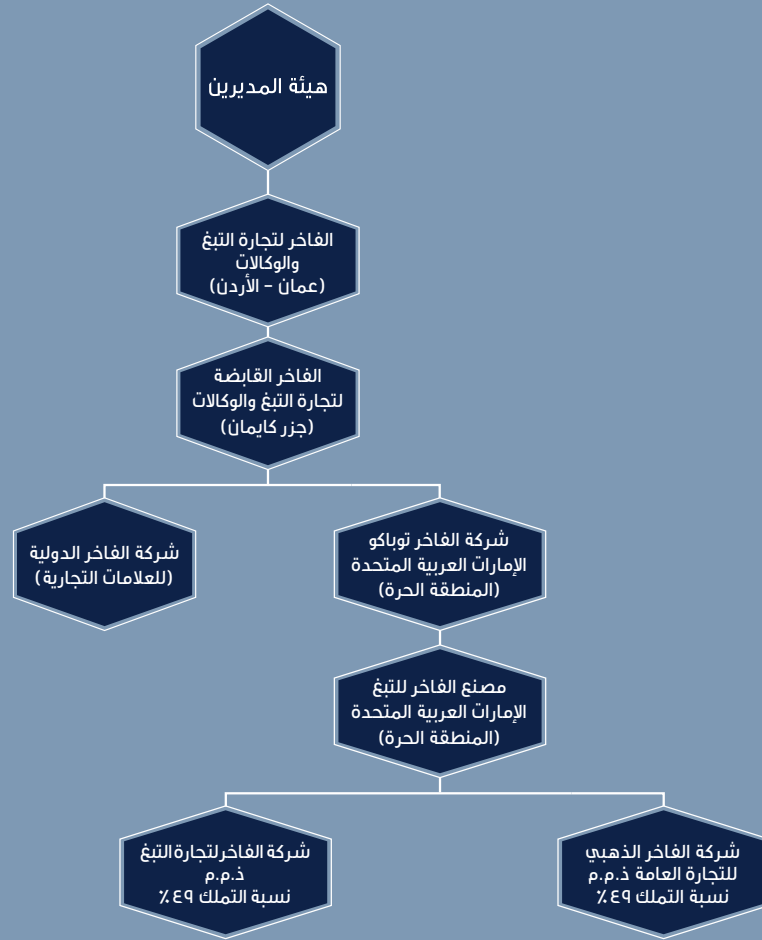 هيئة المديرين
الفاخر لتجارة التبغ
والوكالات
(عمان - الأردن)
الفاخر القابضة
لتجارة التبغ والوكالات
(جزر كايمان)
شركة الفاخر توباكو
الإمارات العربية المتحدة
(المنطقة الحرة)
شركة الفاخر الدولية
(للعلامات التجارية)
مصنع الفاخر للتبغ
الإمارات العربية المتحدة
(المنطقة الحرة)
شركة الفاخر الذهبي
للتجارة العامة ذ.م.م
نسبة التملك ٤٩٪
شركة الفاخر لتجارة التبغ
ذ.م.م
نسبة التملك ٤٩٪